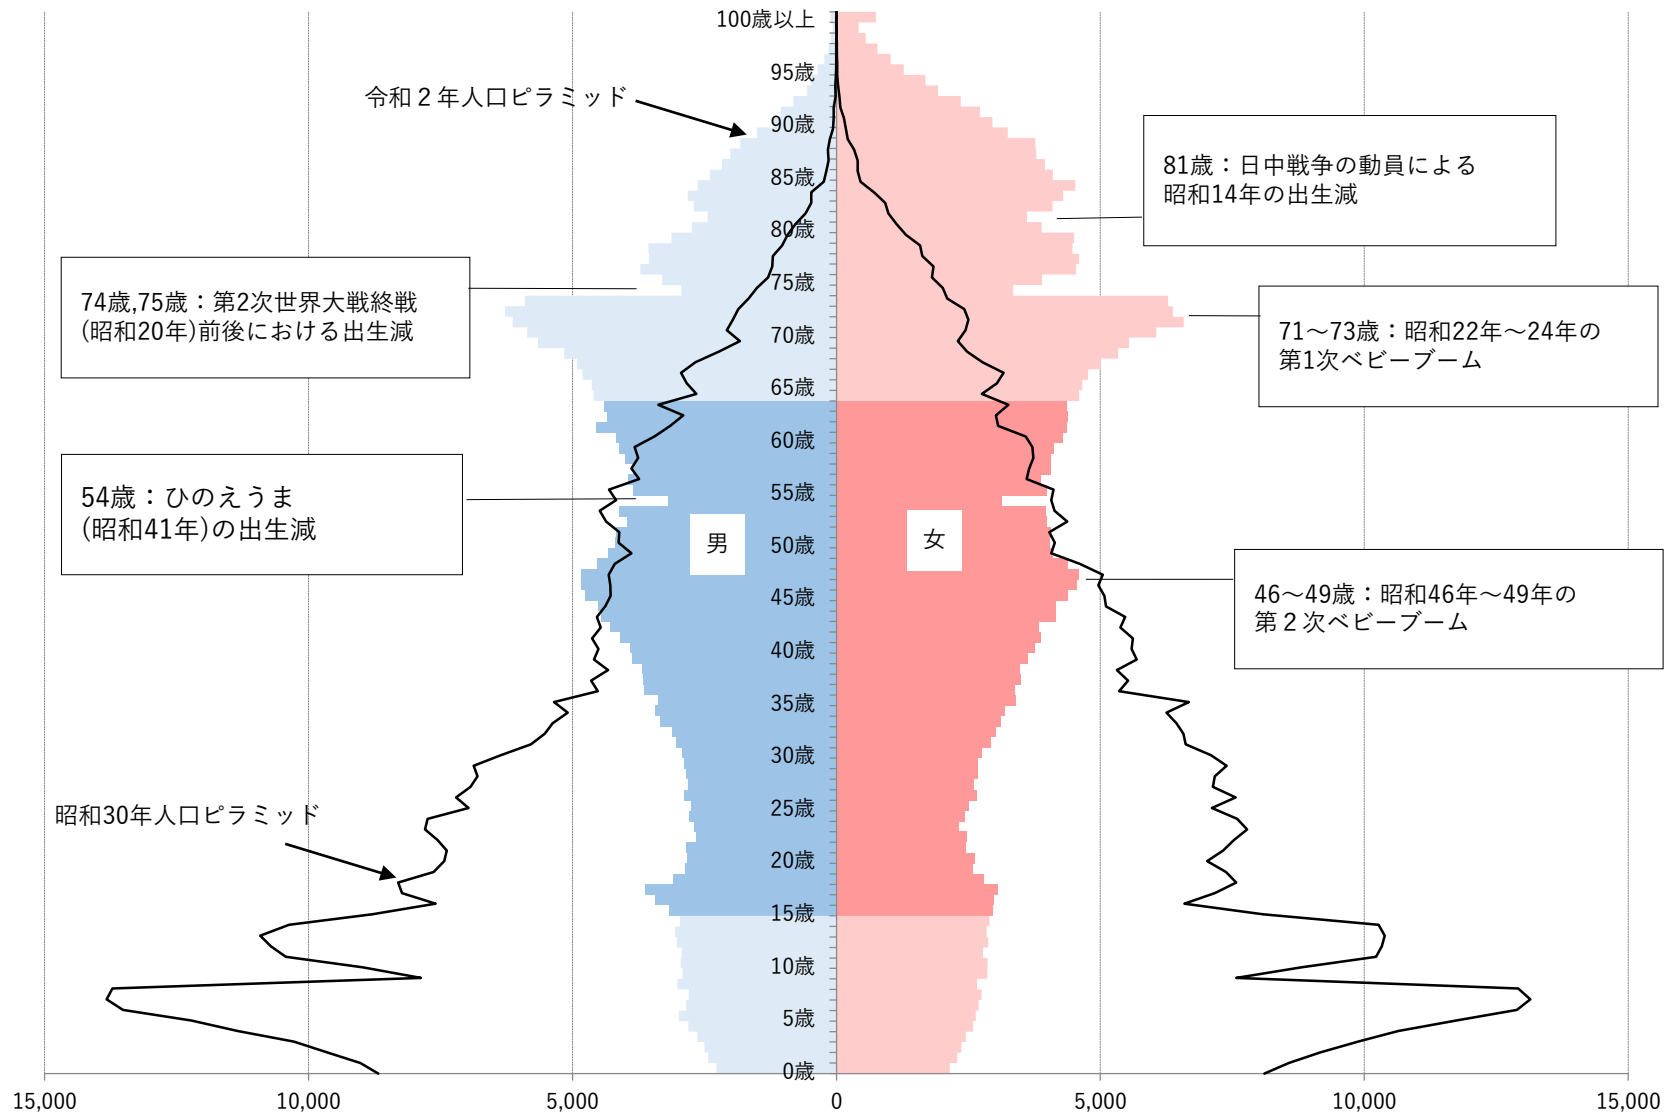 100歳以上
95歳
90歳
85歳
80歳
75歳
70歳
65歳
60歳
55歳
50歳
45歳
40歳
35歳
30歳
25歳
20歳
15歳
10歳
5歳
0歳
令和２年人口ピラミッド
81歳：日中戦争の動員による
昭和14年の出生減
74歳,75歳：第2次世界大戦終戦
(昭和20年)前後における出生減
71～73歳：昭和22年～24年の
第1次ベビーブーム
54歳：ひのえうま
(昭和41年)の出生減
男
女
46～49歳：昭和46年～49年の
第２次ベビーブーム
昭和30年人口ピラミッド
15,000
10,000
5,000
0
5,000
10,000
15,000